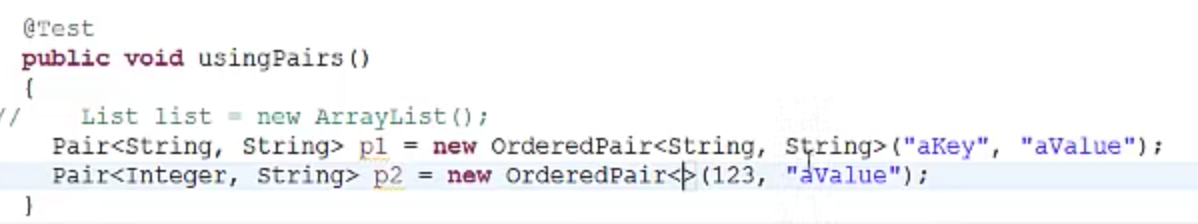 @Test
public void usingPairs()
{
//    List list = new ArrayList();
Pair<String, String> p1 = new OrderedPair<String, String>("aKey", "aValue");
Pair<Integer, String> p2 = new OrderedPair<>(123, "aValue");
}